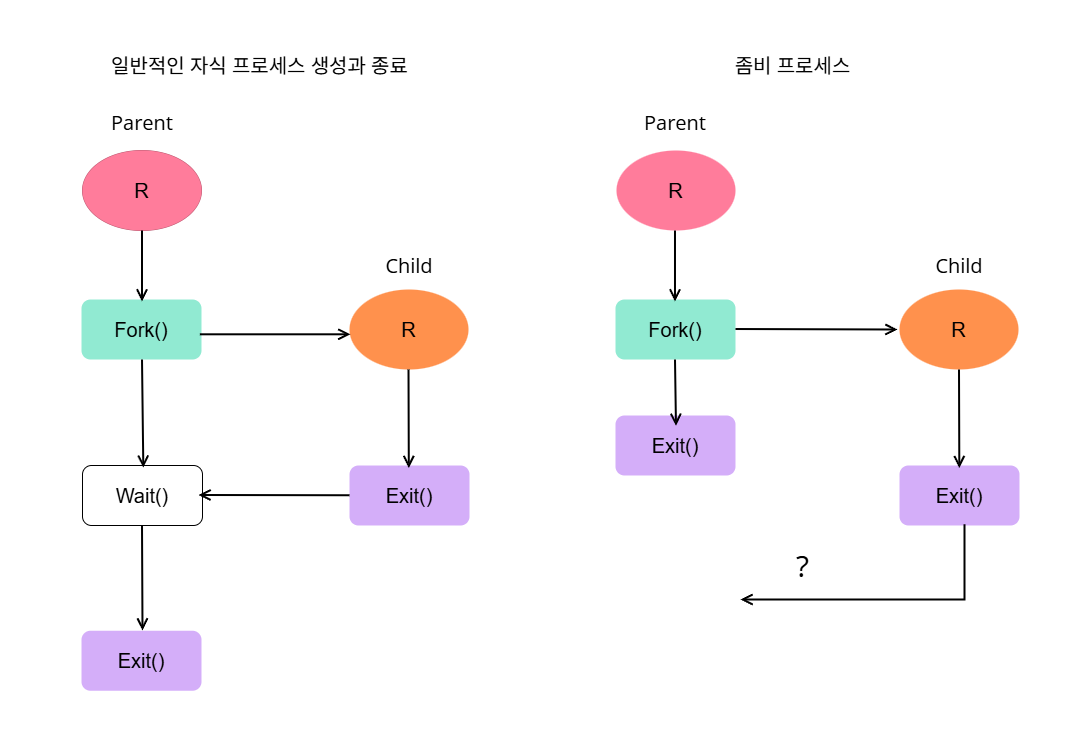 일반적인 자식 프로세스 생성과 종료
Parent
R
Fork()
Child
R
Wait()
Exit()
Exit()
좀비 프로세스
Parent
R
Fork()
Child
R
Exit()
Exit()
?